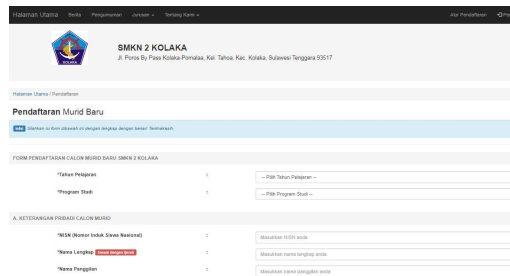 Halaman Utama Berita Pengumuman Jurusan Tentang Kami Alur Pendaftaran
KOLAKA
SMKN 2 KOLAKA
Jl. Poros By Pass Kolaka-Pomalaa, Kel. Tahoa, Kac. Kolaka, Sulawesi Tenggara 93517
Halaman Utama / Pendaftaran
Pendaftaran Murid Baru
Silahkan isi form dibawah ini dengan lengkap dengan benar! Terimakasih
FORM PENDAFTARAN CALON MURID BARU SMKN 2 KOLAKA
*Tahun Pelajaran : -- Pilih Tahun Pelajaran --
*Program Studi : -- Pilih Program Studi --
A. KETERANGAN PRIBADI CALON MURID
*NISN (Nomor Induk Siswa Nasional) : Masukkan NISN anda
*Nama Lengkap Sesuai dengan Ijazah : Masukkan nama lengkap anda
*Nama Panggilan : Masukkan nama panggilan anda